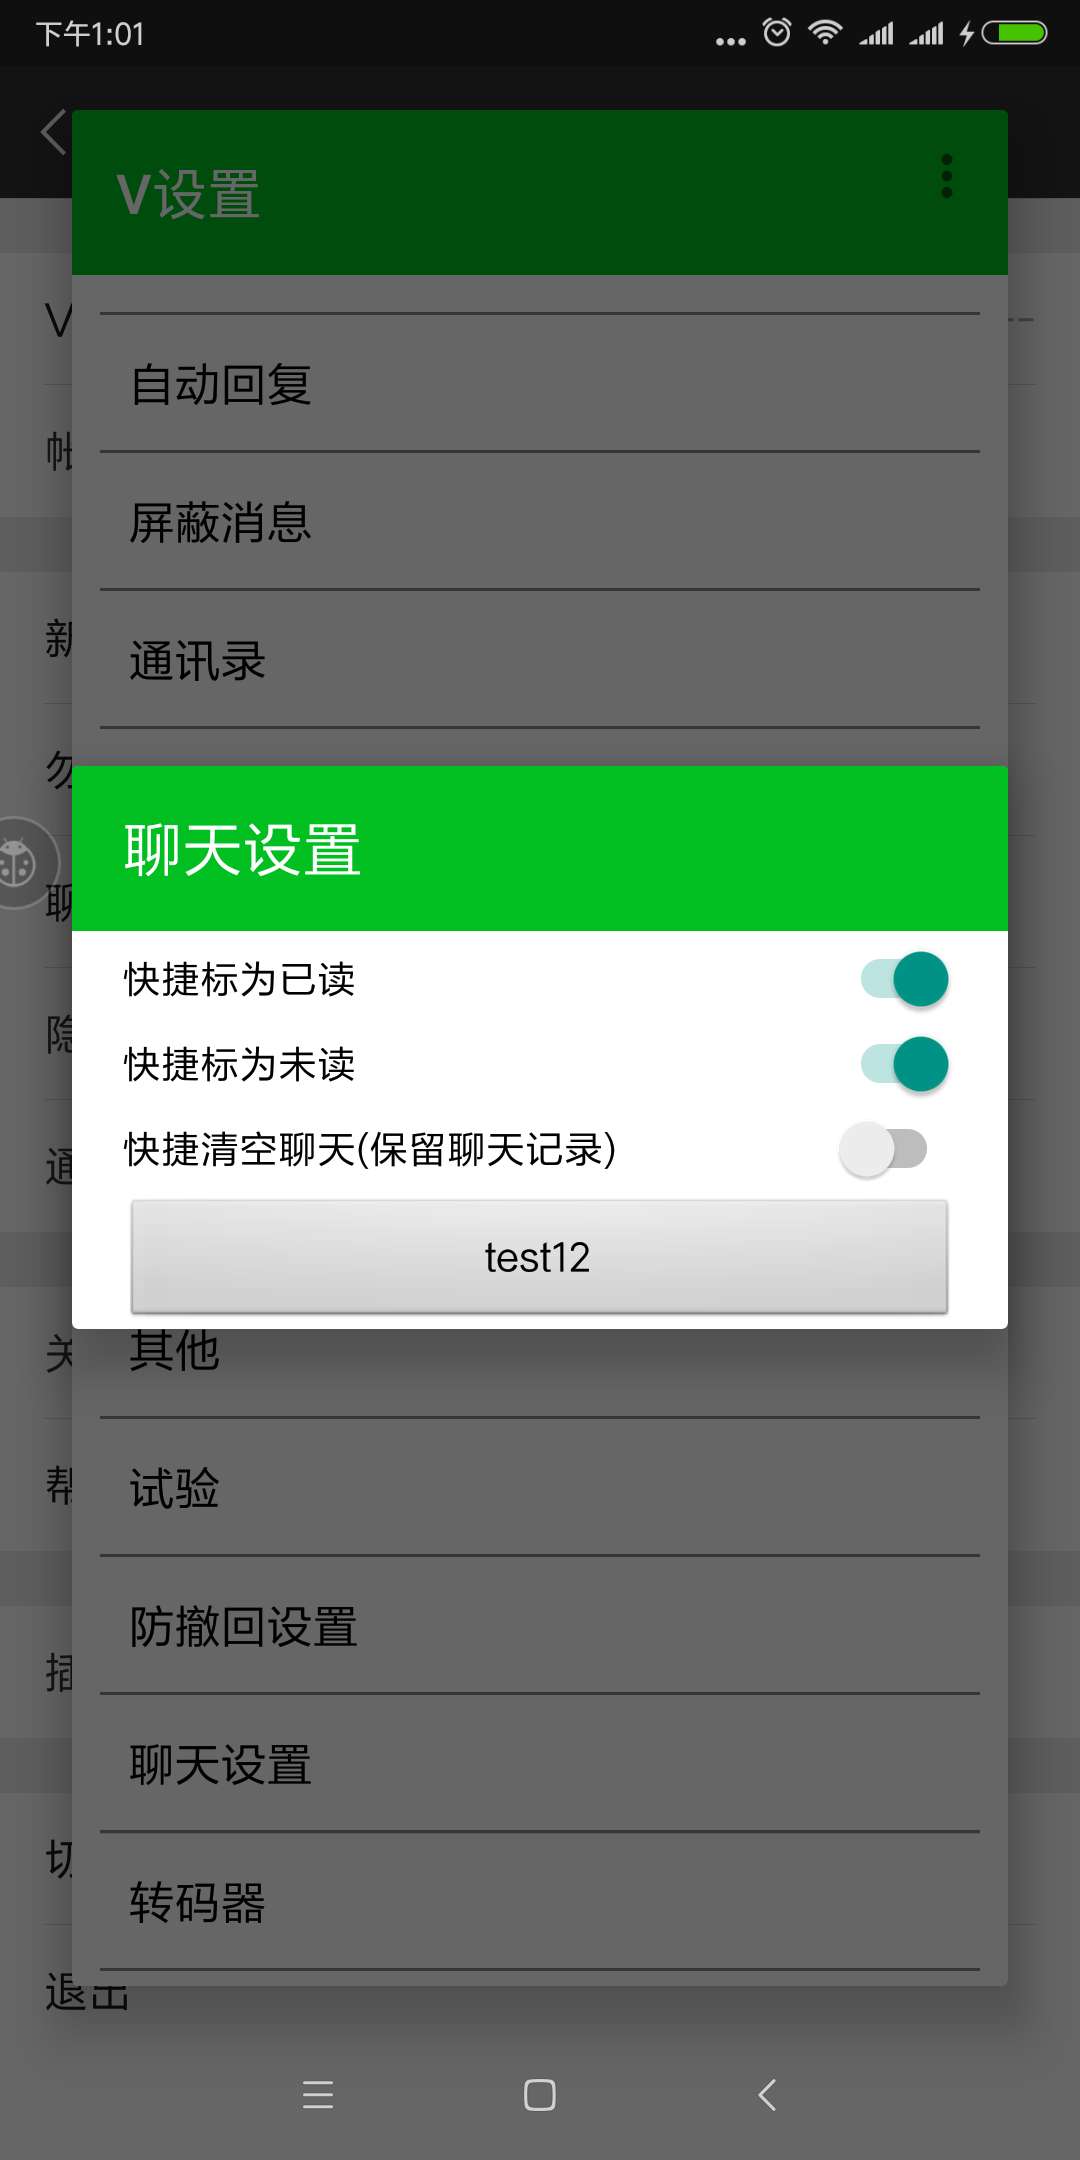 下午1:01
V设置
V
--
自动回复
帐
屏蔽消息
新
通讯录
勿
聊天设置
聊
快捷标为已读
隐
快捷标为未读
通
快捷清空聊天(保留聊天记录)
test12
关
其他
帮
试验
防撤回设置
插
聊天设置
切
转码器
退出